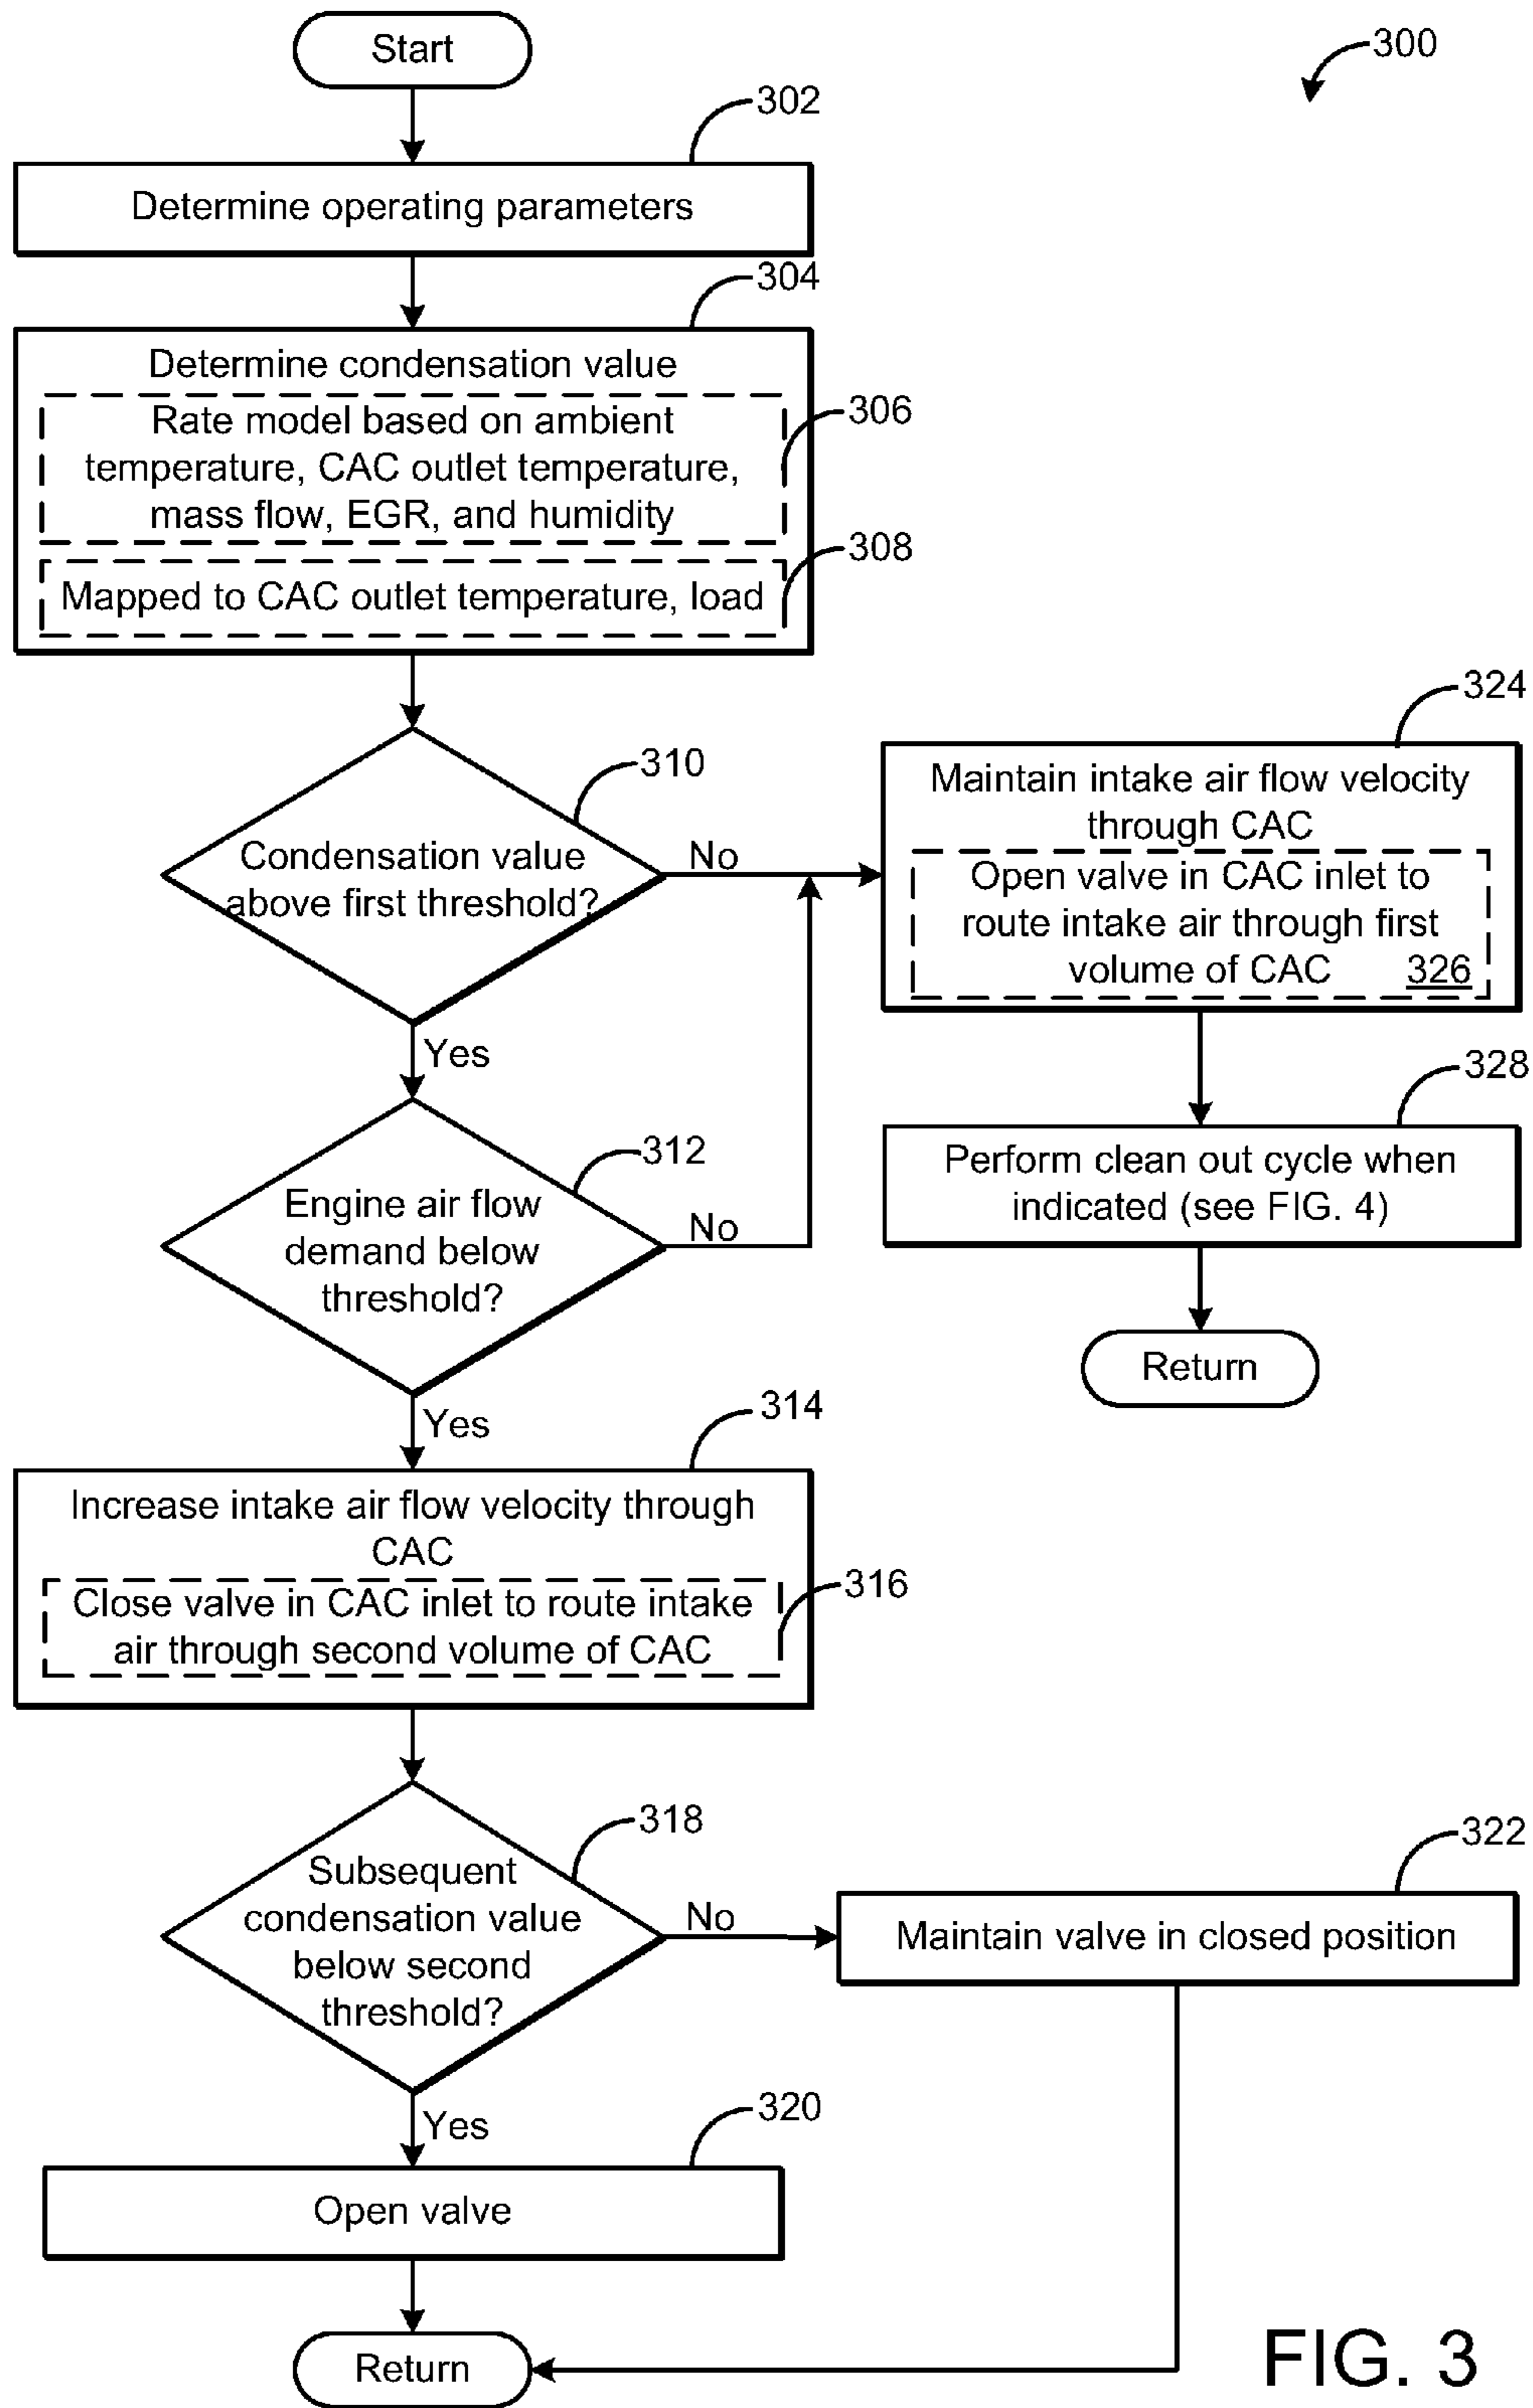 Start
300
302
Determine operating parameters
304
Determine condensation value
Rate model based on ambient
temperature, CAC outlet temperature,
mass flow, EGR, and humidity
306
308
Mapped to CAC outlet temperature, load
310
Condensation value
above first threshold?
No
Yes
324
Maintain intake air flow velocity
through CAC
Open valve in CAC inlet to
route intake air through first
volume of CAC 326
328
Perform clean out cycle when
indicated (see FIG. 4)
Return
312
Engine air flow
demand below
threshold?
No
Yes
314
Increase intake air flow velocity through
CAC
Close valve in CAC inlet to route intake
air through second volume of CAC
316
318
Subsequent
condensation value
below second
threshold?
No
Yes
322
Maintain valve in closed position
320
Open valve
Return
FIG. 3